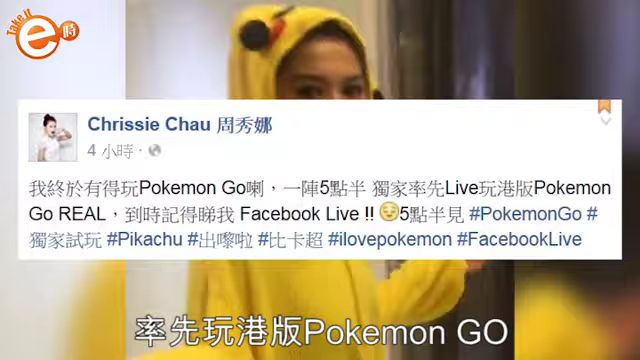 Take It
e時
Chrissie Chau 周秀娜
4 小時 ·
我終於有得玩Pokemon Go喇，一陣5點半 獨家率先Live玩港版Pokemon
Go REAL，到時記得睇我 Facebook Live !! 5點半見 #PokemonGo #
獨家試玩 #Pikachu #出嚟啦 #比卡超 #ilovepokemon #FacebookLive
率先玩港版Pokemon GO